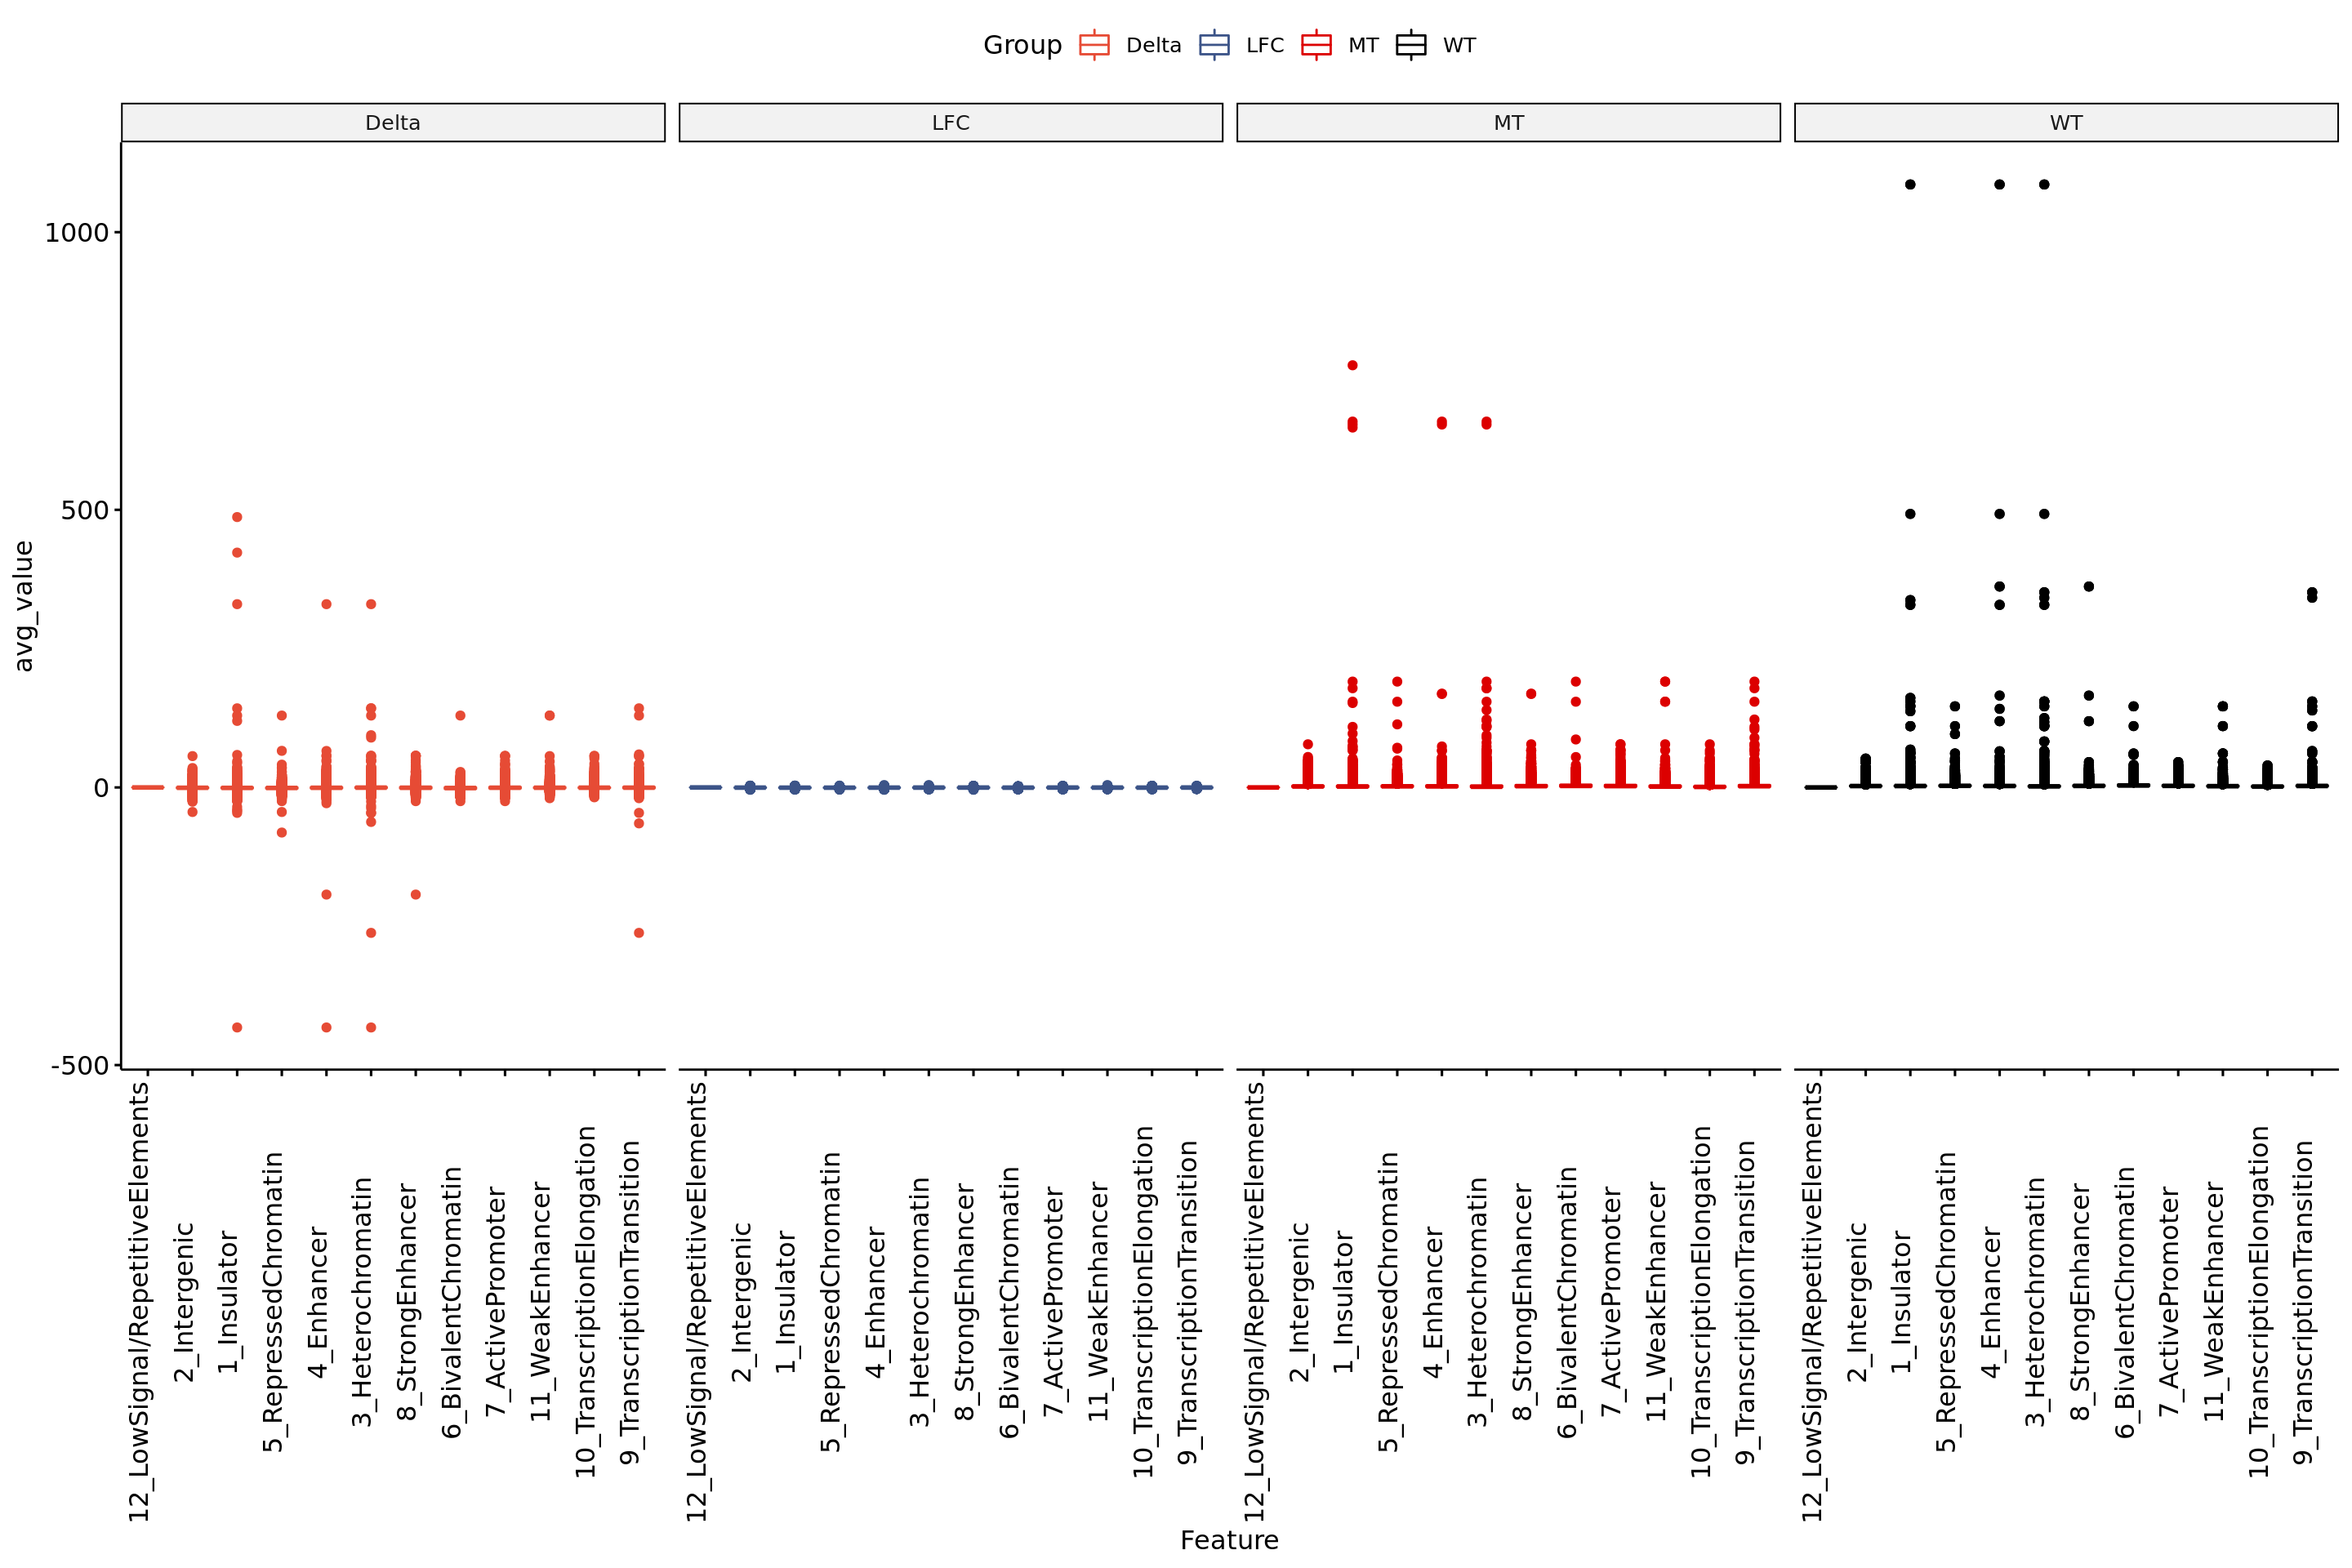 Group Delta LFC MT WT
Delta LFC MT WT
1000
500
0
-500
avg_value
12_LowSignal/RepetitiveElements
2_Intergenic
1_Insulator
5_RepressedChromatin
4_Enhancer
3_Heterochromatin
8_StrongEnhancer
6_BivalentChromatin
7_ActivePromoter
11_WeakEnhancer
10_TranscriptionElongation
9_TranscriptionTransition
12_LowSignal/RepetitiveElements
2_Intergenic
1_Insulator
5_RepressedChromatin
4_Enhancer
3_Heterochromatin
8_StrongEnhancer
6_BivalentChromatin
7_ActivePromoter
11_WeakEnhancer
10_TranscriptionElongation
9_TranscriptionTransition
12_LowSignal/RepetitiveElements
2_Intergenic
1_Insulator
5_RepressedChromatin
4_Enhancer
3_Heterochromatin
8_StrongEnhancer
6_BivalentChromatin
7_ActivePromoter
11_WeakEnhancer
10_TranscriptionElongation
9_TranscriptionTransition
12_LowSignal/RepetitiveElements
2_Intergenic
1_Insulator
5_RepressedChromatin
4_Enhancer
3_Heterochromatin
8_StrongEnhancer
6_BivalentChromatin
7_ActivePromoter
11_WeakEnhancer
10_TranscriptionElongation
9_TranscriptionTransition
Feature